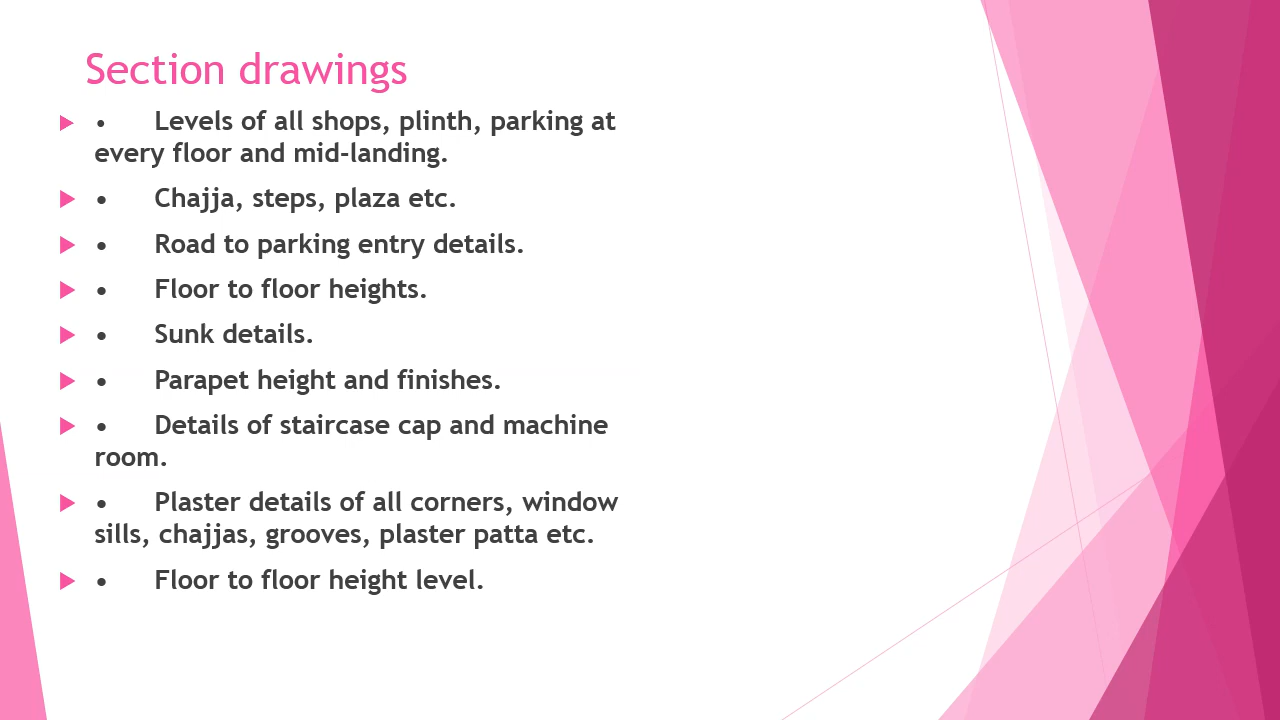 Section drawings
• Levels of all shops, plinth, parking at
every floor and mid-landing.
• Chajja, steps, plaza etc.
• Road to parking entry details.
• Floor to floor heights.
• Sunk details.
• Parapet height and finishes.
• Details of staircase cap and machine
room.
• Plaster details of all corners, window
sills, chajjas, grooves, plaster patta etc.
• Floor to floor height level.